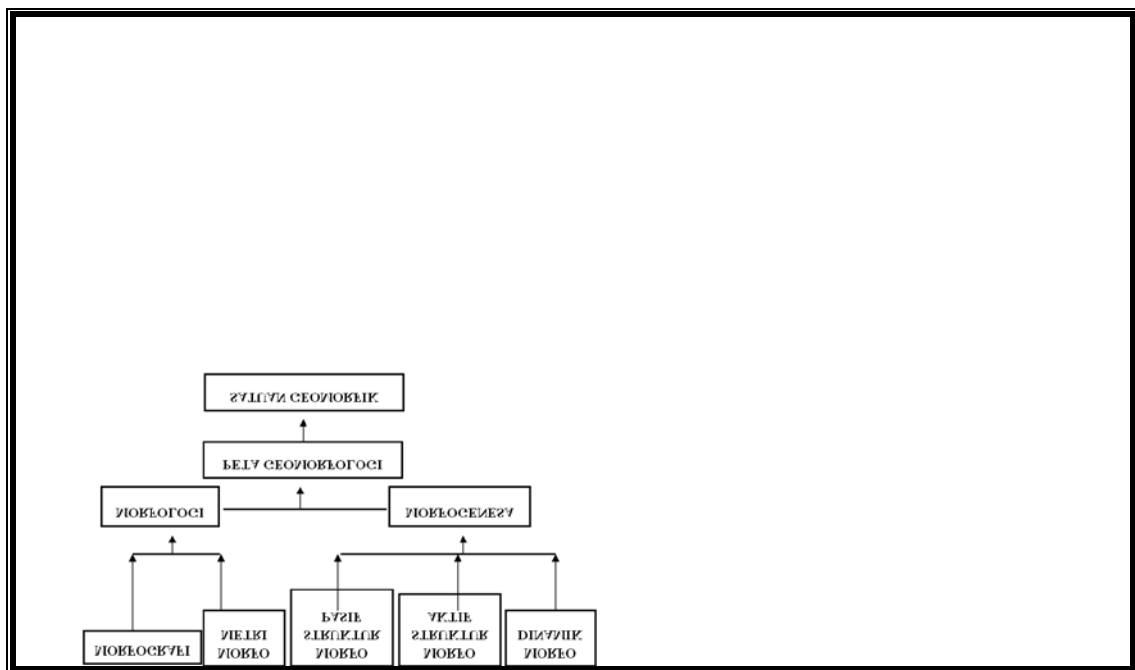 MORFOGRAFI
MORFO
METRI
MORFO
STRUKTUR
PASIF
MORFO
STRUKTUR
AKTIF
MORFO
DINAMIK
MORFOLOGI
MORFOGENESA
PETA GEOMORFOLOGI
SATUAN GEOMORFIK